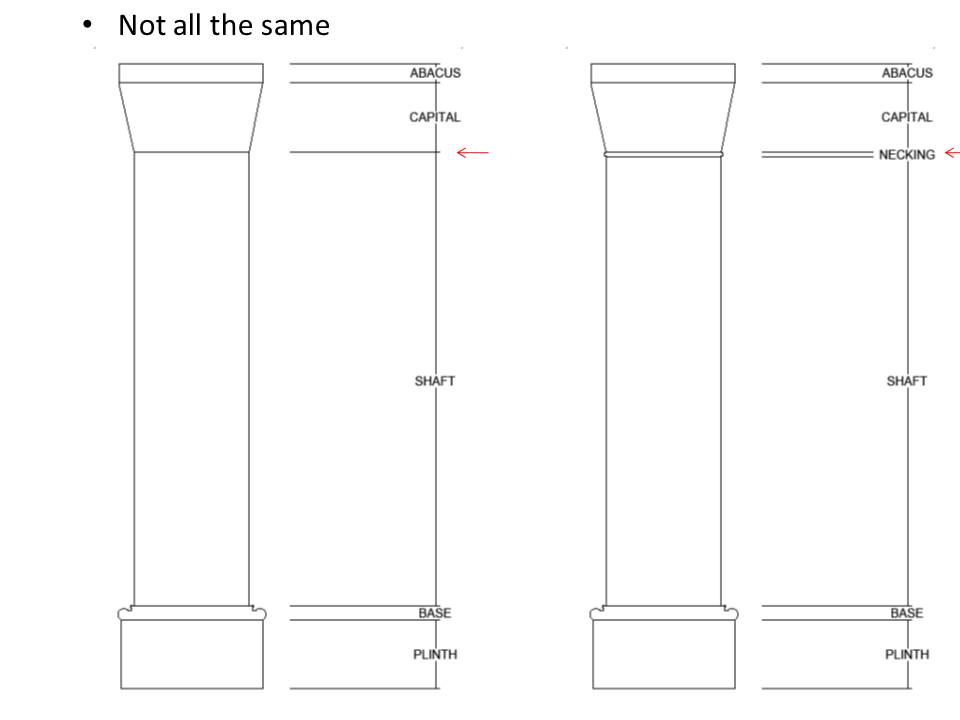 • Not all the same
ABACUS
CAPITAL
SHAFT
BASE
PLINTH
ABACUS
CAPITAL
NECKING
SHAFT
BASE
PLINTH